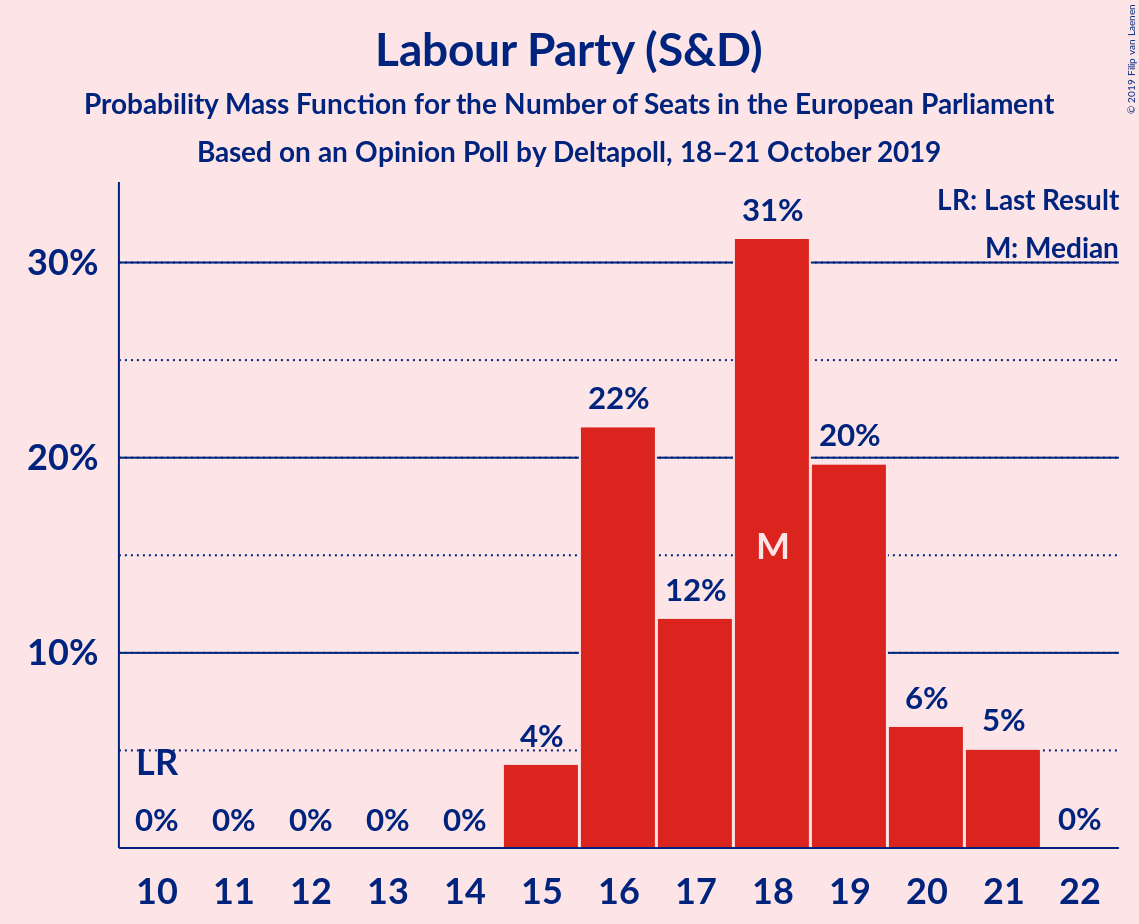 Labour Party (S&D)
Probability Mass Function for the Number of Seats in the European Parliament
Based on an Opinion Poll by Deltapoll, 18–21 October 2019
© 2019 Filip van Laenen
LR: Last Result
M: Median
30%
20%
10%
31%
22%
20%
M
12%
6%
5%
4%
LR
0% 0% 0% 0% 0% 0%
10 11 12 13 14 15 16 17 18 19 20 21 22